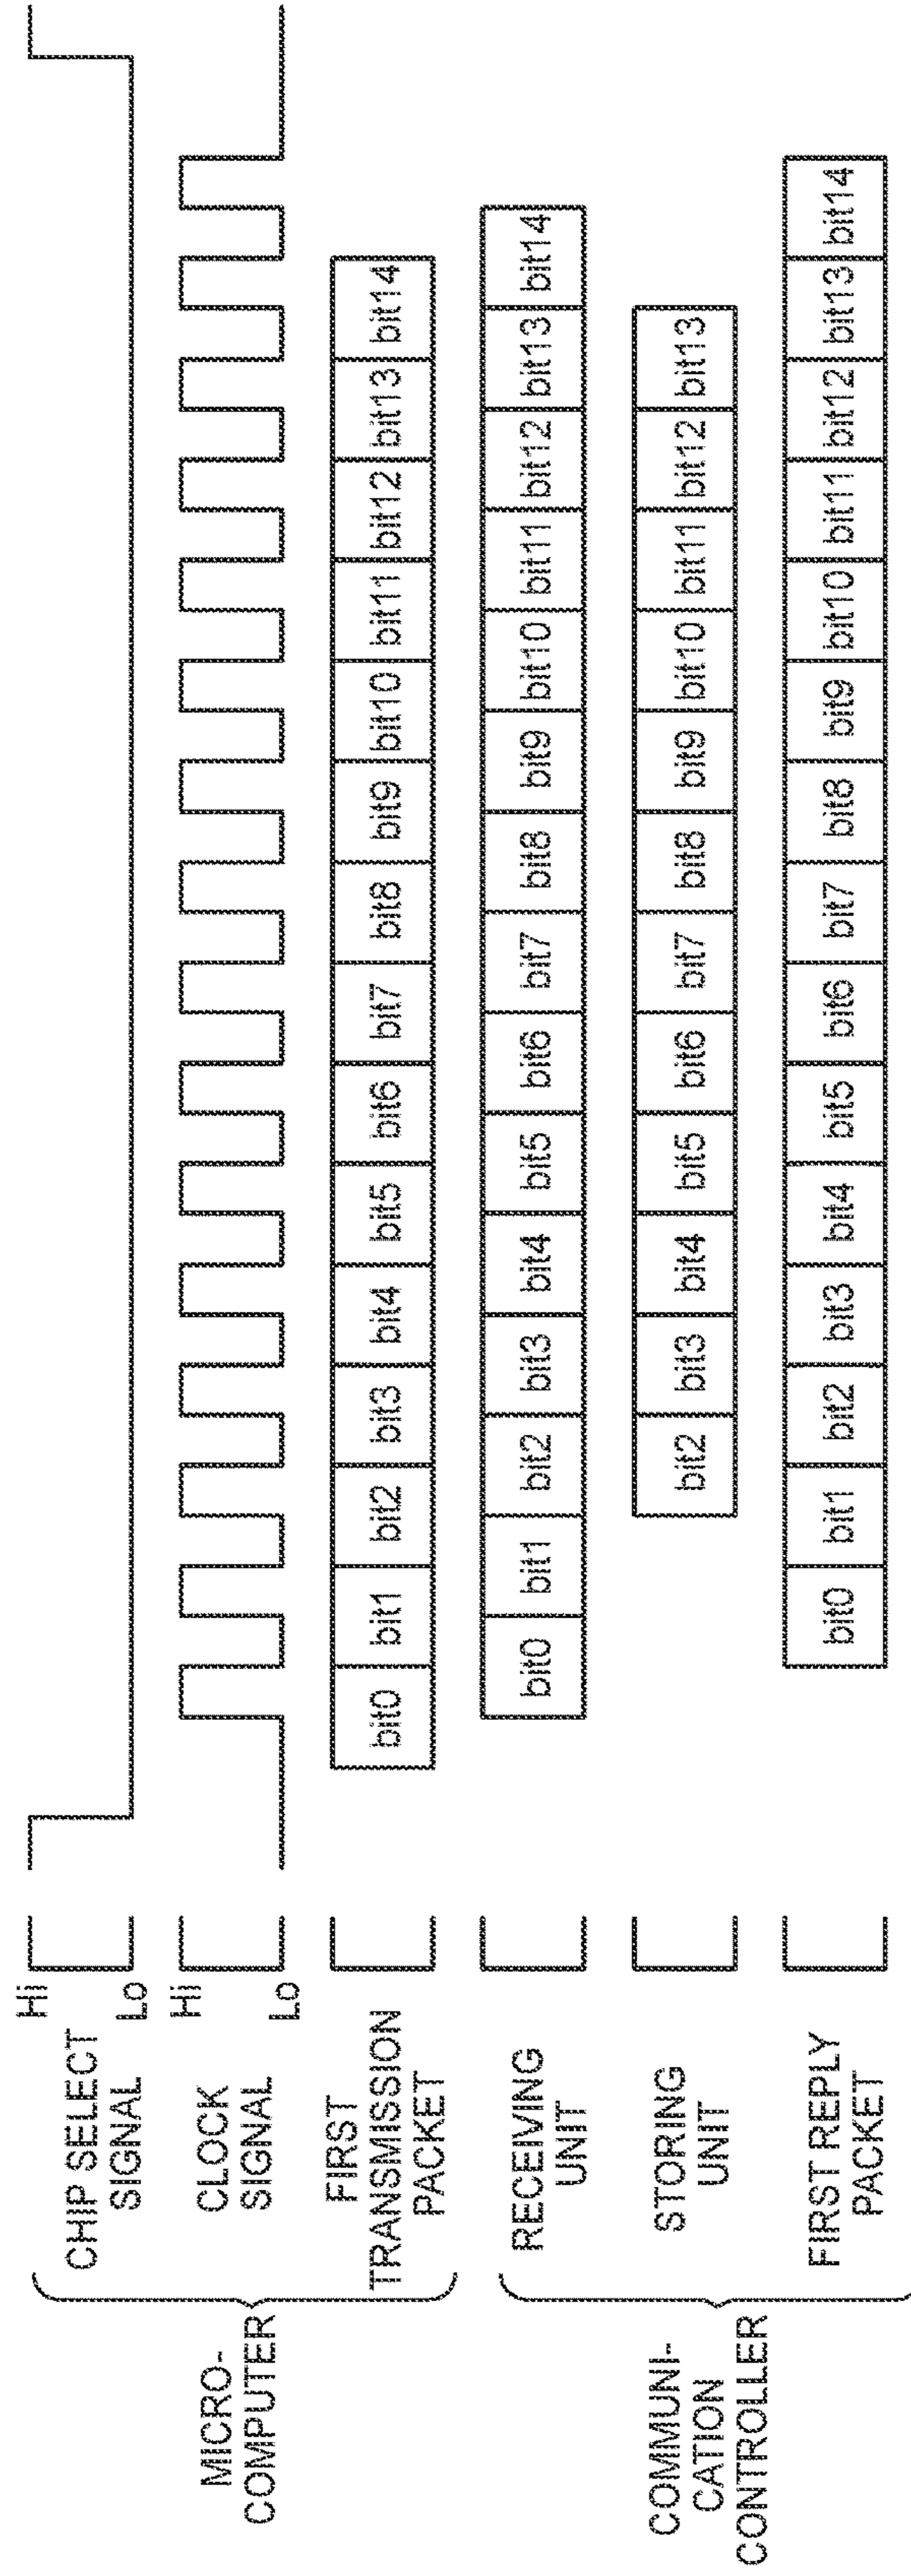 MICRO-
COMPUTER
CHIP SELECT
SIGNAL
Hi
Lo
CLOCK
SIGNAL
Hi
Lo
FIRST
TRANSMISSION
PACKET
bit0 bit1 bit2 bit3 bit4 bit5 bit6 bit7 bit8 bit9 bit10 bit11 bit12 bit13 bit14
COMMUNI-
CATION
CONTROLLER
RECEIVING
UNIT
bit0 bit1 bit2 bit3 bit4 bit5 bit6 bit7 bit8 bit9 bit10 bit11 bit12 bit13 bit14
STORING
UNIT
bit2 bit3 bit4 bit5 bit6 bit7 bit8 bit9 bit10 bit11 bit12 bit13
FIRST REPLY
PACKET
bit0 bit1 bit2 bit3 bit4 bit5 bit6 bit7 bit8 bit9 bit10 bit11 bit12 bit13 bit14